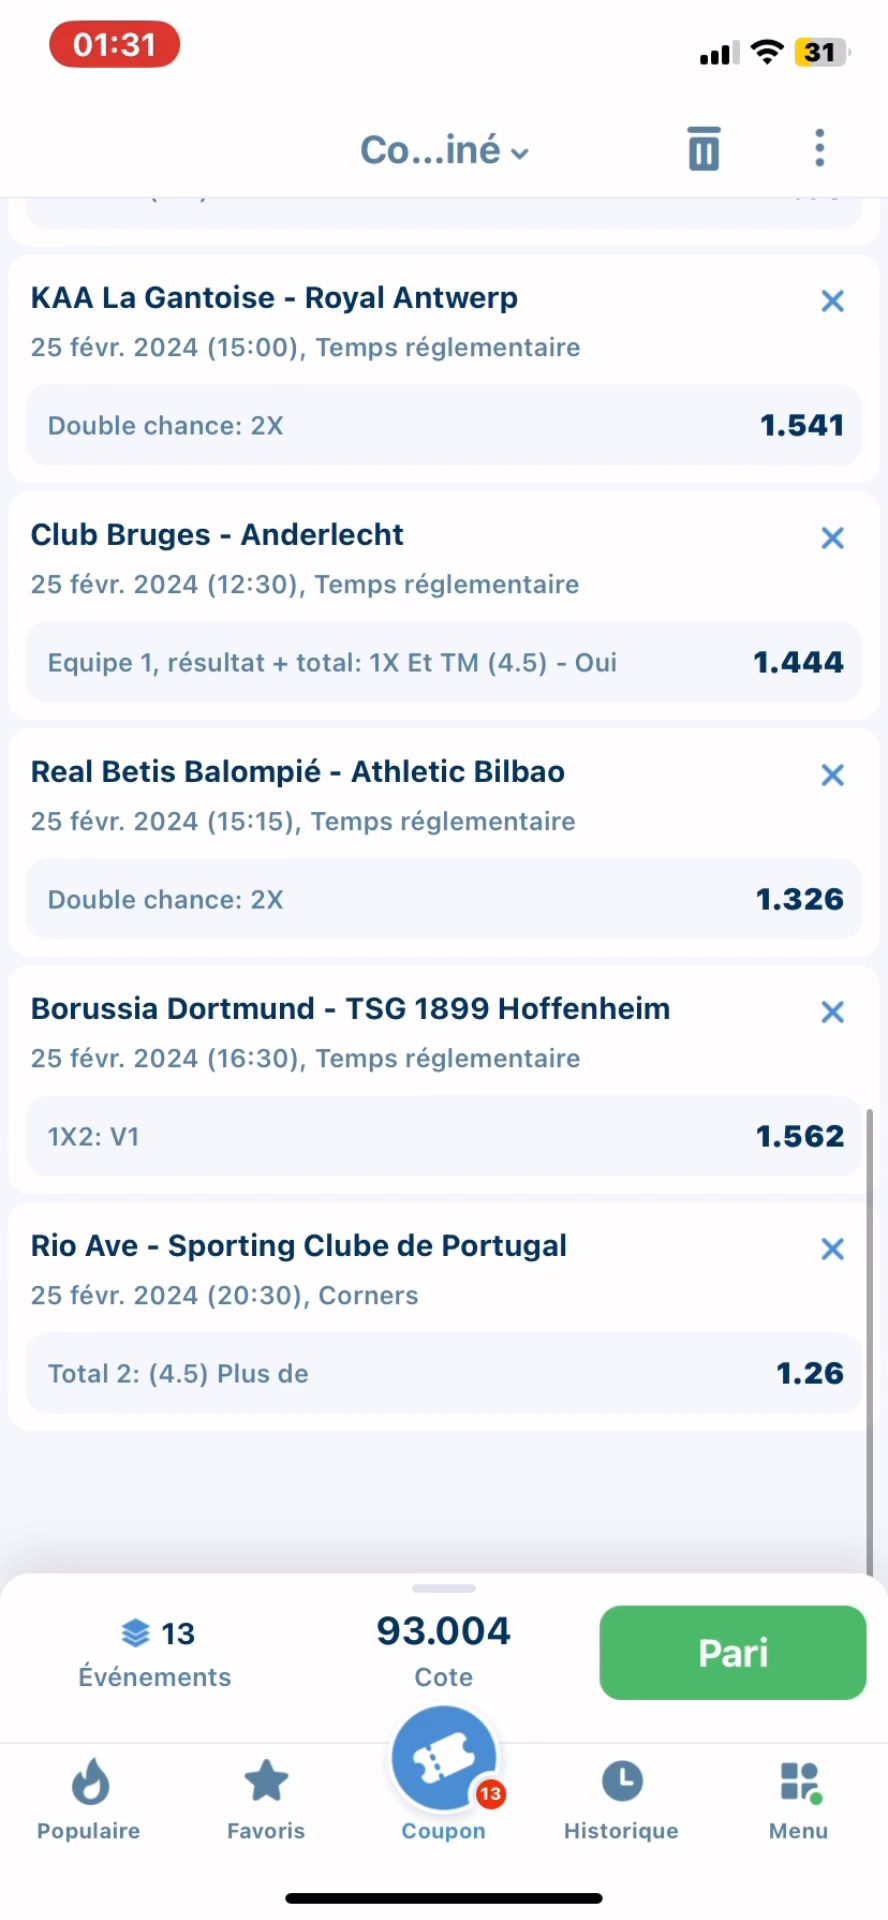 01:31
31
Co...iné
KAA La Gantoise - Royal Antwerp
25 févr. 2024 (15:00), Temps réglementaire
Double chance: 2X 1.541
Club Bruges - Anderlecht
25 févr. 2024 (12:30), Temps réglementaire
Equipe 1, résultat + total: 1X Et TM (4.5) - Oui 1.444
Real Betis Balompié - Athletic Bilbao
25 févr. 2024 (15:15), Temps réglementaire
Double chance: 2X 1.326
Borussia Dortmund - TSG 1899 Hoffenheim
25 févr. 2024 (16:30), Temps réglementaire
1X2: V1 1.562
Rio Ave - Sporting Clube de Portugal
25 févr. 2024 (20:30), Corners
Total 2: (4.5) Plus de 1.26
13 93.004 Pari
Événements Cote
13
Populaire Favoris Coupon Historique Menu